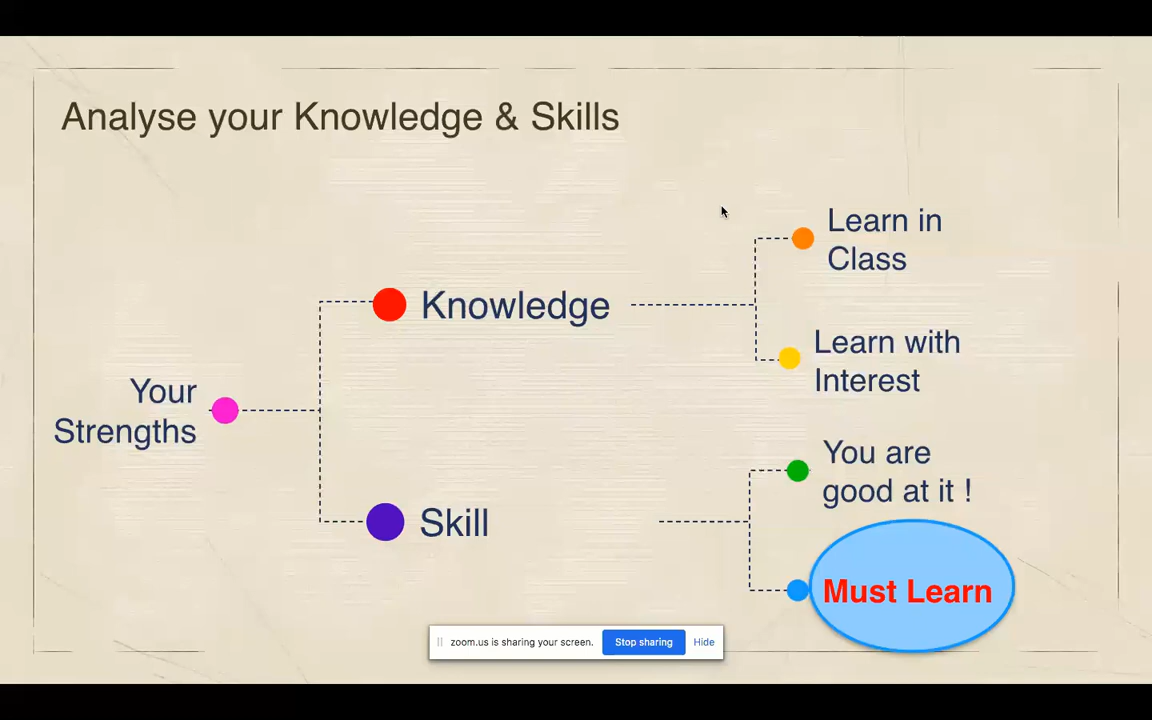 Analyse your Knowledge & Skills
Learn in
Class
Knowledge
Learn with
Interest
Your
Strengths
You are
good at it !
Skill
Must Learn
zoom.us is sharing your screen. Stop sharing Hide